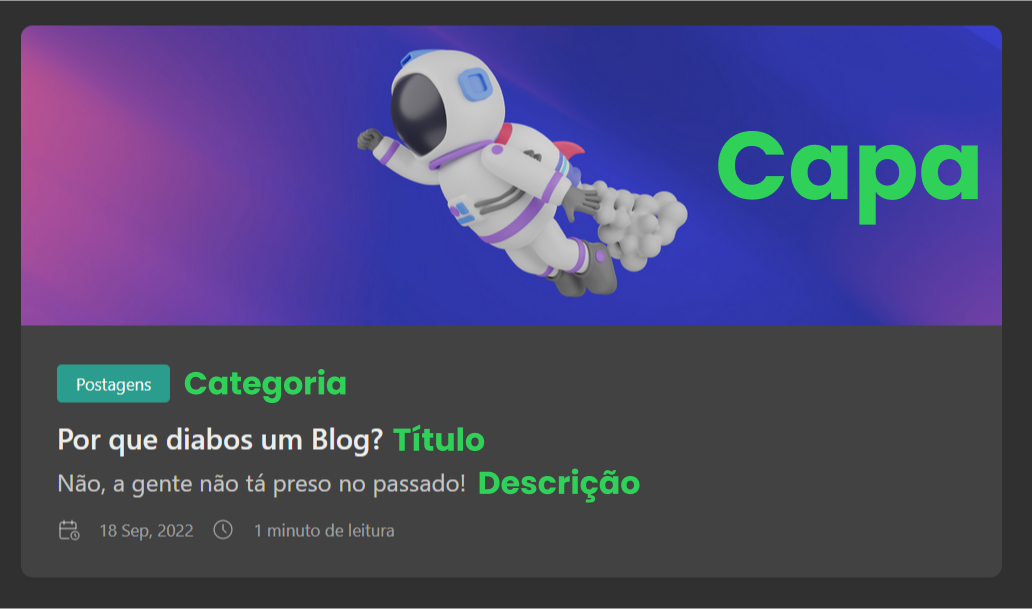 Capa
Postagens Categoria
Por que diabos um Blog? Título
Não, a gente não tá preso no passado! Descrição
18 Sep, 2022 1 minuto de leitura